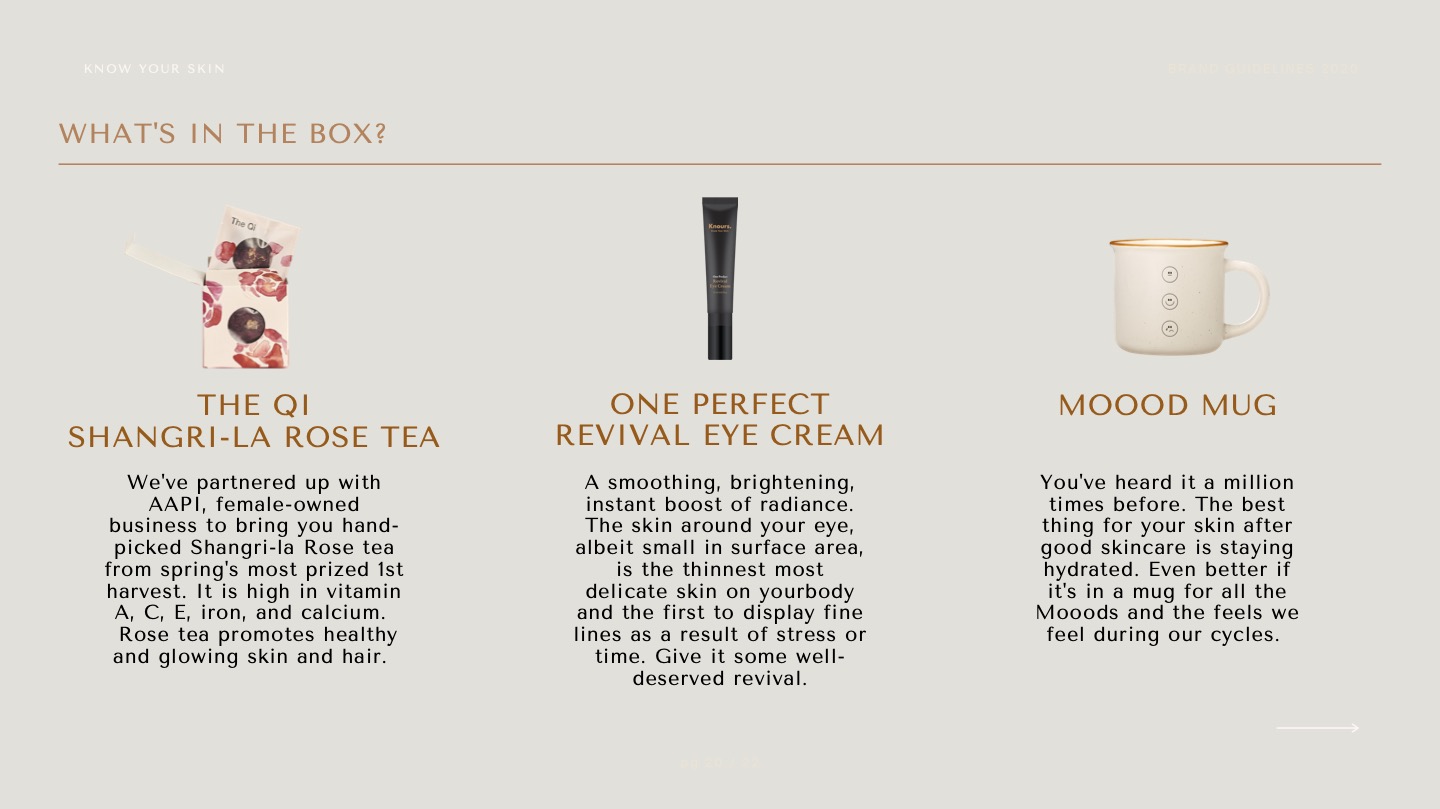 KNOW YOUR SKIN
BRAND GUIDELINES 2020
WHAT'S IN THE BOX?
The Qi
Knours.
THE QI
SHANGRI-LA ROSE TEA
We've partnered up with
AAPI, female-owned
business to bring you hand-
picked Shangri-la Rose tea
from spring's most prized 1st
harvest. It is high in vitamin
A, C, E, iron, and calcium.
Rose tea promotes healthy
and glowing skin and hair.
ONE PERFECT
REVIVAL EYE CREAM
A smoothing, brightening,
instant boost of radiance.
The skin around your eye,
albeit small in surface area,
is the thinnest most
delicate skin on yourbody
and the first to display fine
lines as a result of stress or
time. Give it some well-
deserved revival.
MOOOD MUG
You've heard it a million
times before. The best
thing for your skin after
good skincare is staying
hydrated. Even better if
it's in a mug for all the
Mooods and the feels we
feel during our cycles.